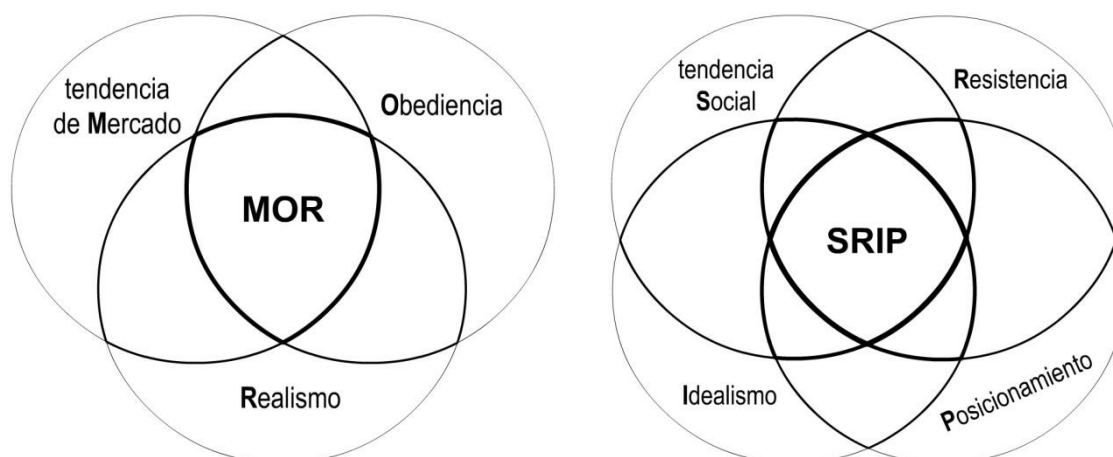 tendencia
de Mercado
Obediencia
MOR
Realismo
tendencia
Social
Resistencia
SRIP
Idealismo
Posicionamiento